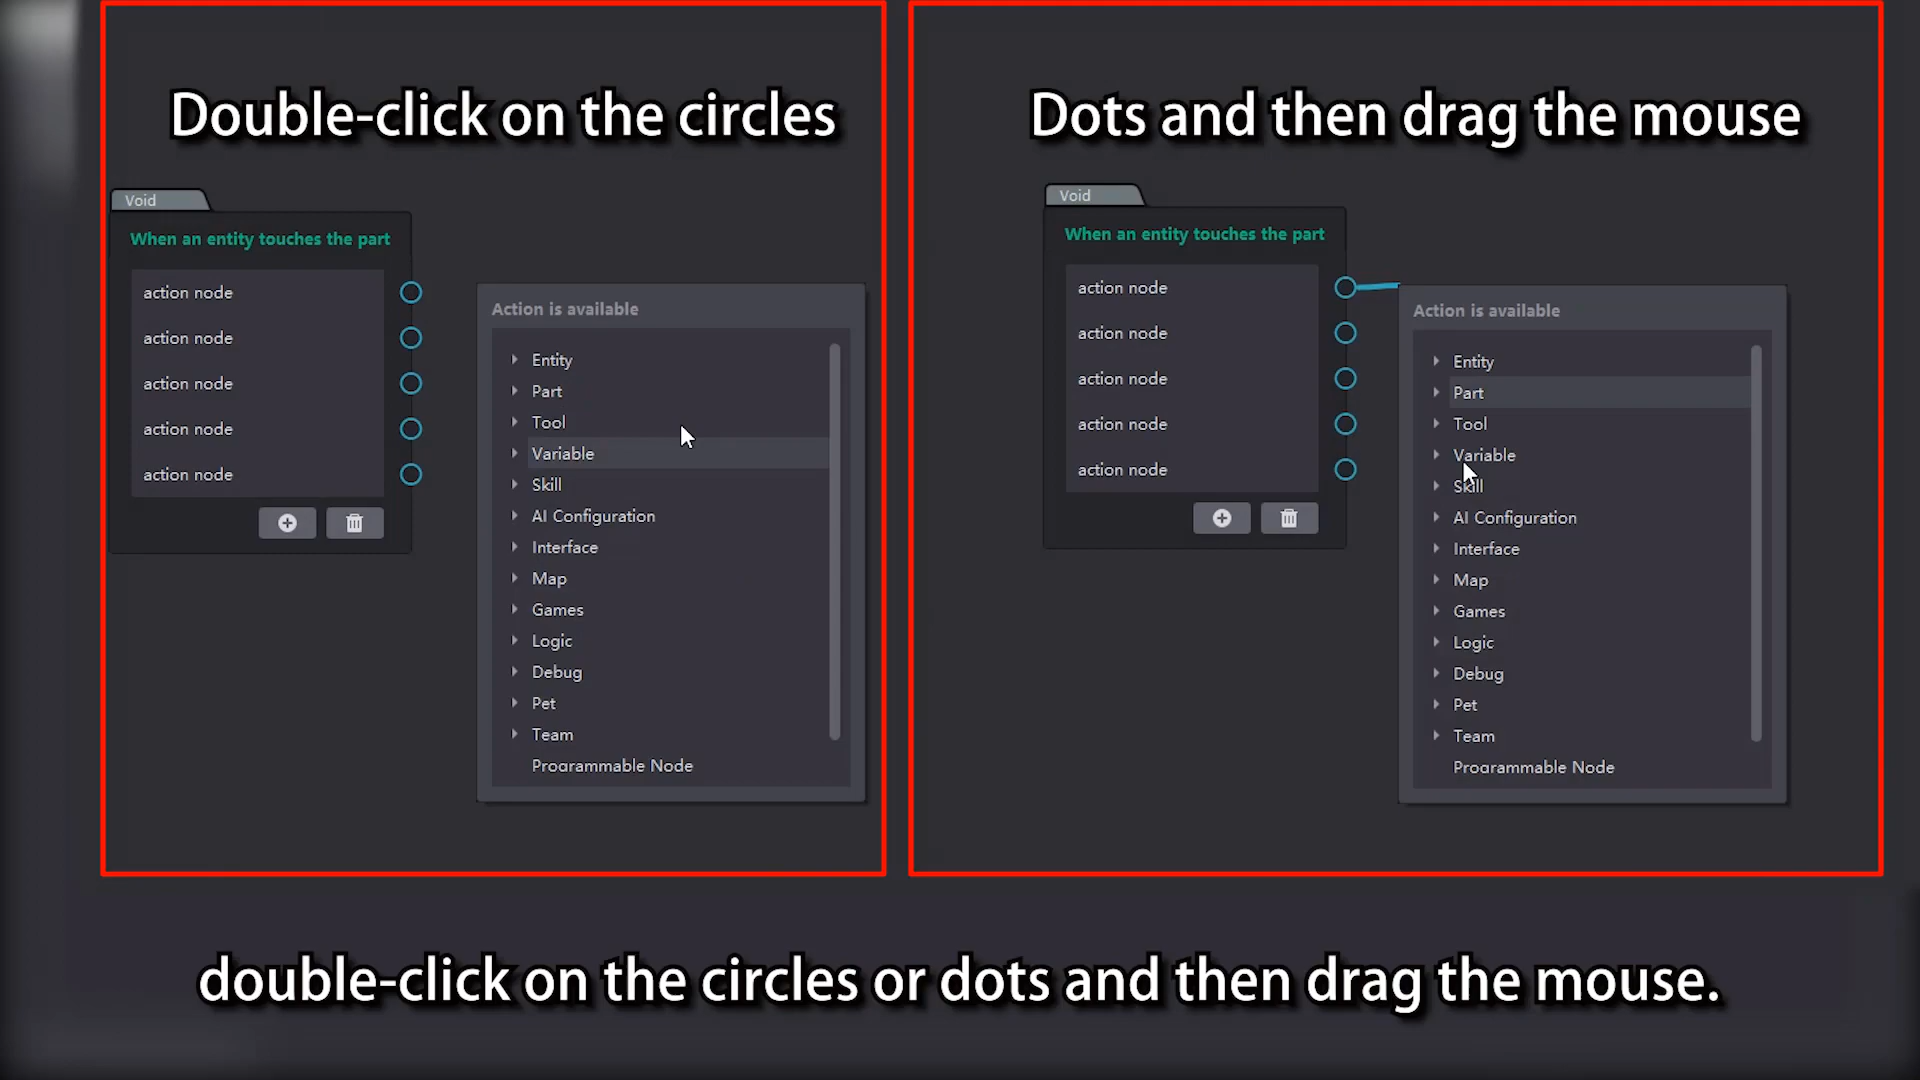 Double-click on the circles
Void
When an entity touches the part
action node
action node
action node
action node
action node
Action is available
Entity
Part
Tool
Variable
Skill
AI Configuration
Interface
Map
Games
Logic
Debug
Pet
Team
Programmable Node
Dots and then drag the mouse
Void
When an entity touches the part
action node
action node
action node
action node
action node
Action is available
Entity
Part
Tool
Variable
Skill
AI Configuration
Interface
Map
Games
Logic
Debug
Pet
Team
Programmable Node
double-click on the circles or dots and then drag the mouse.